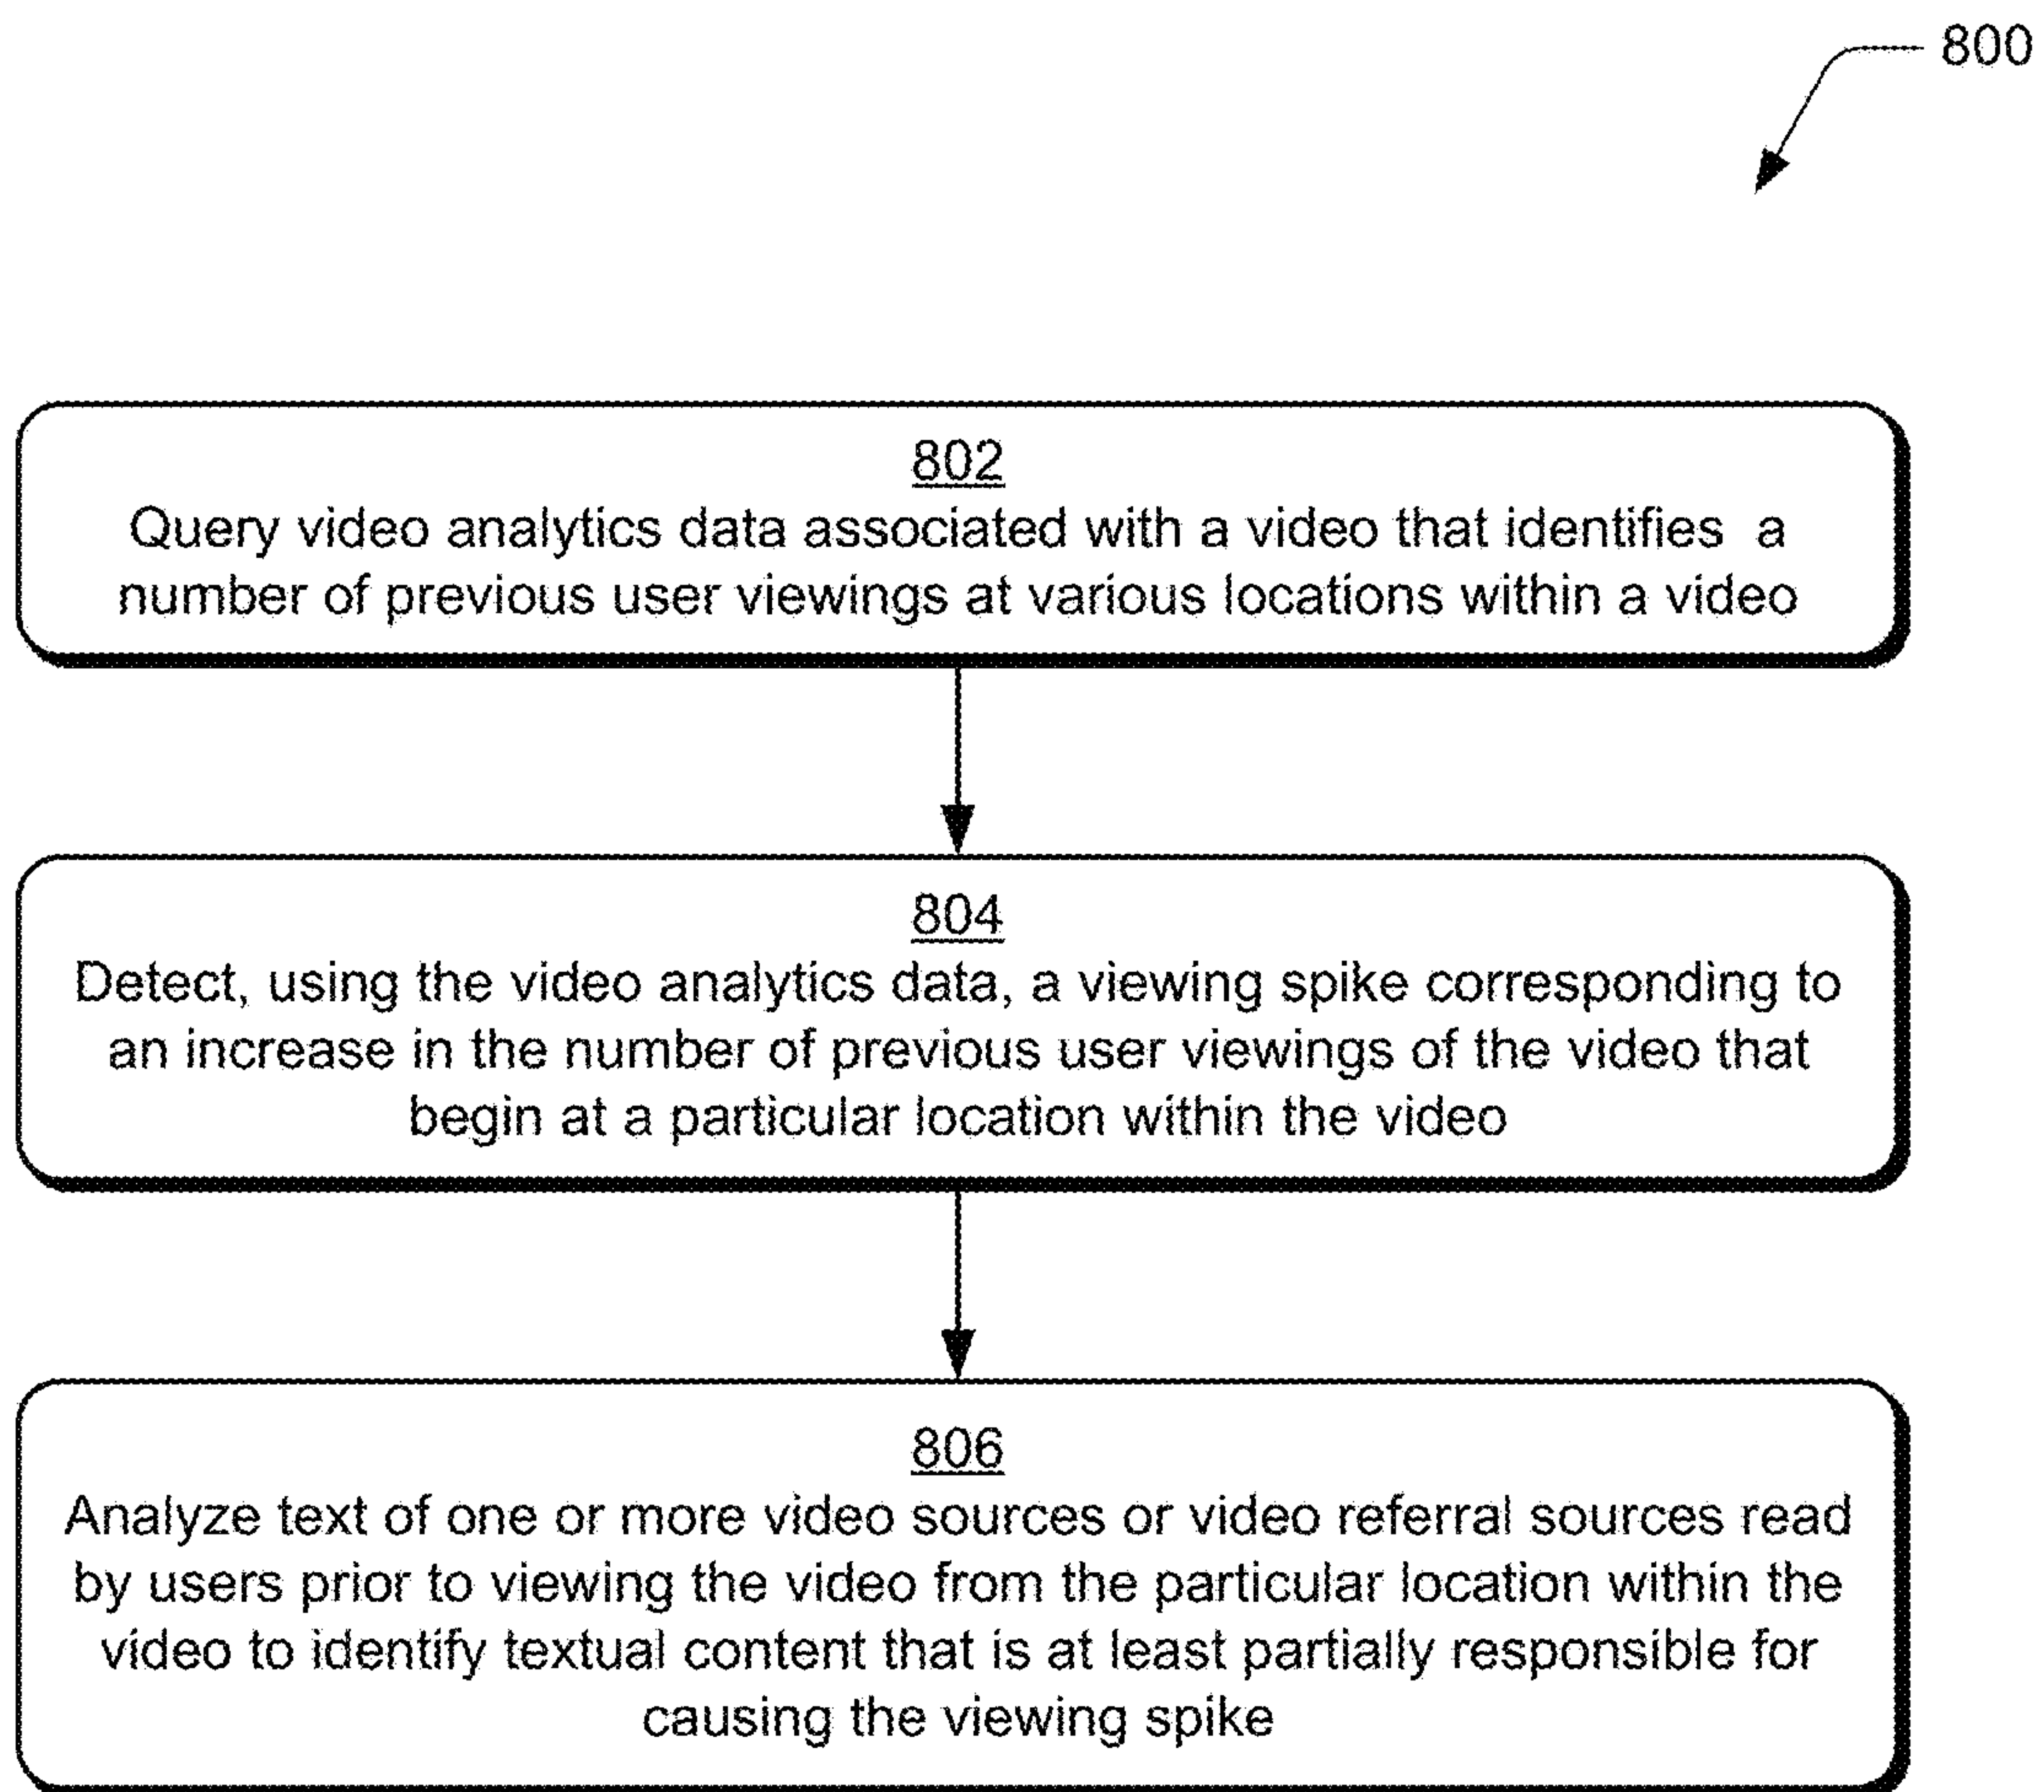 800
802
Query video analytics data associated with a video that identifies a
number of previous user viewings at various locations within a video
804
Detect, using the video analytics data, a viewing spike corresponding to
an increase in the number of previous user viewings of the video that
begin at a particular location within the video
806
Analyze text of one or more video sources or video referral sources read
by users prior to viewing the video from the particular location within the
video to identify textual content that is at least partially responsible for
causing the viewing spike